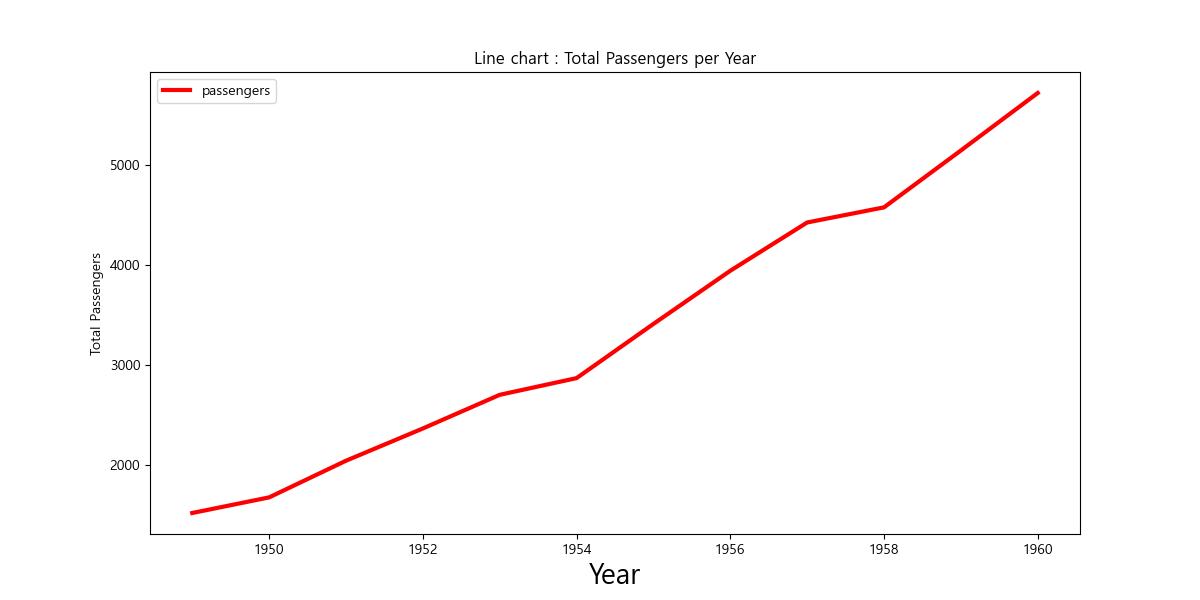 Line chart : Total Passengers per Year
passengers
5000
4000
3000
2000
Total Passengers
1950 1952 1954 1956 1958 1960
Year